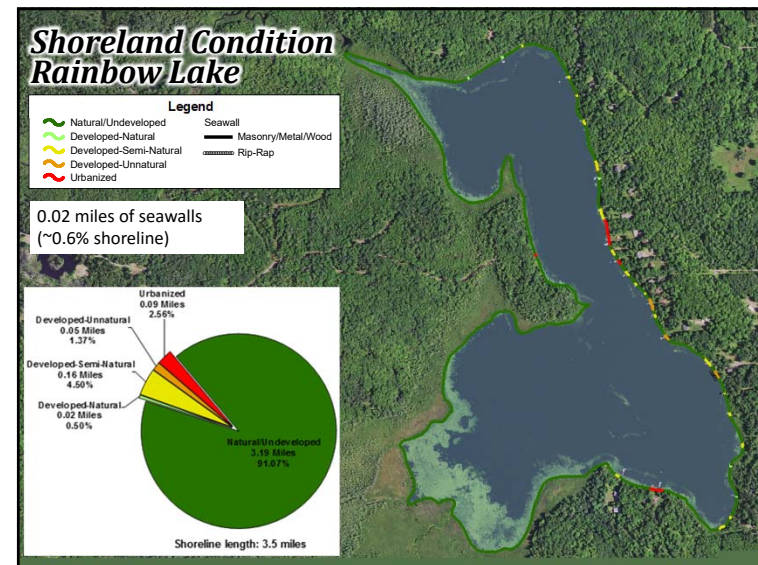 Shoreland Condition
Rainbow Lake
Legend
Natural/Undeveloped
Developed-Natural
Developed-Semi-Natural
Developed-Unnatural
Urbanized
Seawall
Masonry/Metal/Wood
Rip-Rap
0.02 miles of seawalls
(~0.6% shoreline)
Urbanized
0.09 Miles
2.56%
Developed-Unnatural
0.05 Miles
1.37%
Developed-Semi-Natural
0.16 Miles
4.50%
Developed-Natural
0.02 Miles
0.50%
Natural/Undeveloped
3.19 Miles
91.07%
Shoreline length: 3.5 miles